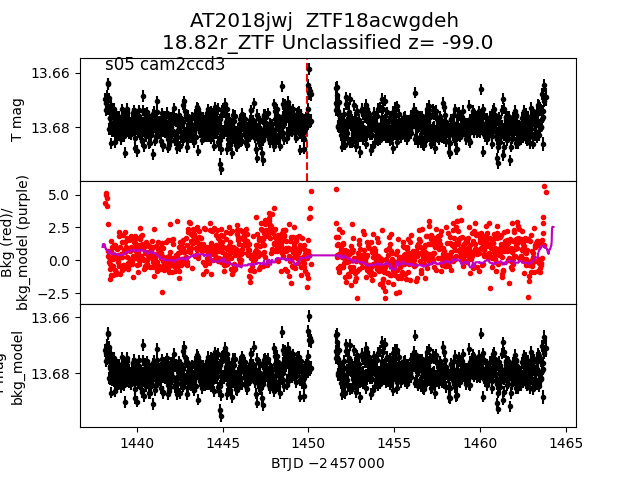 AT2018jwj  ZTF18acwgdeh
18.82r_ZTF Unclassified z= -99.0
s05 cam2ccd3
13.66
13.68
T mag
5.0
2.5
0.0
−2.5
Bkg (red)/
bkg_model (purple)
13.66
13.68
mag
bkg_model
1440 1445 1450 1455 1460 1465
BTJD −2 457 000